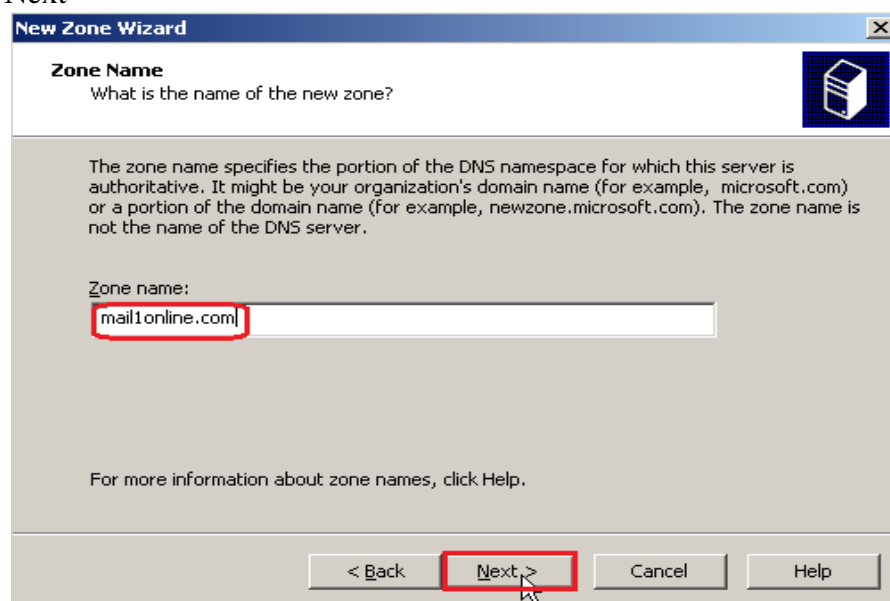 Next
New Zone Wizard
Zone Name
What is the name of the new zone?
The zone name specifies the portion of the DNS namespace for which this server is
authoritative. It might be your organization's domain name (for example, microsoft.com)
or a portion of the domain name (for example, newzone.microsoft.com). The zone name is
not the name of the DNS server.
Zone name:
mail1online.com
For more information about zone names, click Help.
< Back Next > Cancel Help